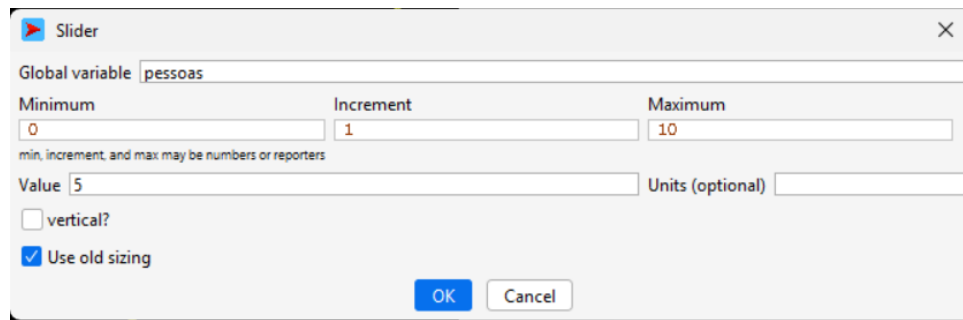 Slider
Global variable pessoas
Minimum Increment Maximum
0 1 10
min, increment, and max may be numbers or reporters
Value 5 Units (optional)
vertical?
Use old sizing
OK Cancel